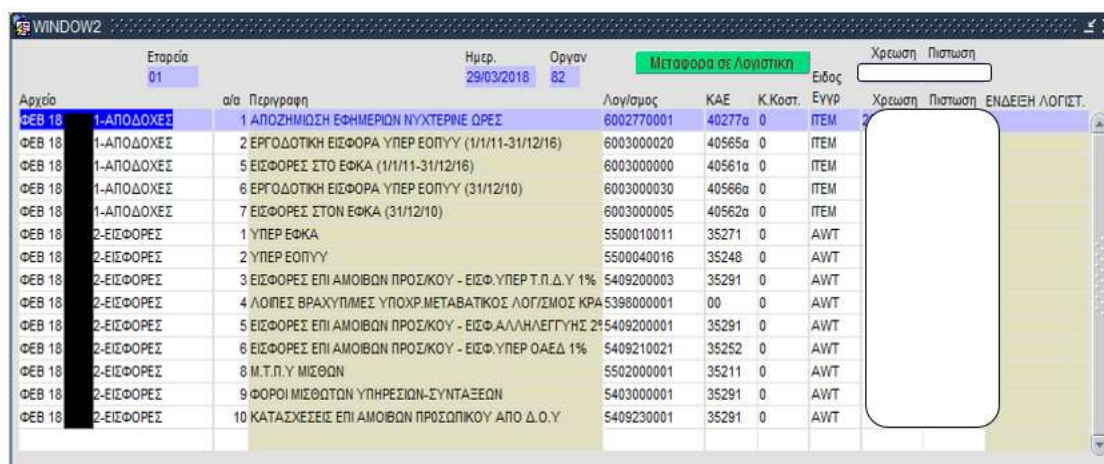 WINDOW2
Εταρεία Ημερ. Οργαν Μεταφορα σε Λογιστικη Χρεωση Πιστωση
01 29/03/2018 82 Ειδος
Αρχείο α/α Περιγραφη Λογ/σμος ΚΑΕ Κ.Κοστ. Εγγρ Χρεωση Πιστωση ΕΝΔΕΙΞΗ ΛΟΓΙΣΤ.
ΦΕΒ 18 1-ΑΠΟΔΟΧΕΣ 1 ΑΠΟΖΗΜΙΩΣΗ ΕΦΗΜΕΡΙΩΝ ΝΥΧΤΕΡΙΝΕ ΩΡΕΣ 6002770001 40277α 0 ITEM 2
ΦΕΒ 18 1-ΑΠΟΔΟΧΕΣ 2 ΕΡΓΟΔΟΤΙΚΗ ΕΙΣΦΟΡΑ ΥΠΕΡ ΕΟΠΥΥ (1/1/11-31/12/16) 6003000020 40565α 0 ITEM
ΦΕΒ 18 1-ΑΠΟΔΟΧΕΣ 5 ΕΙΣΦΟΡΕΣ ΣΤΟ ΕΦΚΑ (1/1/11-31/12/16) 6003000000 40561α 0 ITEM
ΦΕΒ 18 1-ΑΠΟΔΟΧΕΣ 6 ΕΡΓΟΔΟΤΙΚΗ ΕΙΣΦΟΡΑ ΥΠΕΡ ΕΟΠΥΥ (31/12/10) 6003000030 40566α 0 ITEM
ΦΕΒ 18 1-ΑΠΟΔΟΧΕΣ 7 ΕΙΣΦΟΡΕΣ ΣΤΟΝ ΕΦΚΑ (31/12/10) 6003000005 40562α 0 ITEM
ΦΕΒ 18 2-ΕΙΣΦΟΡΕΣ 1 ΥΠΕΡ ΕΦΚΑ 5500010011 35271 0 AWT
ΦΕΒ 18 2-ΕΙΣΦΟΡΕΣ 2 ΥΠΕΡ ΕΟΠΥΥ 5500040016 35248 0 AWT
ΦΕΒ 18 2-ΕΙΣΦΟΡΕΣ 3 ΕΙΣΦΟΡΕΣ ΕΠΙ ΑΜΟΙΒΩΝ ΠΡΟΣ/ΚΟΥ - ΕΙΣΦ.ΥΠΕΡ Τ.Π.Δ.Υ 1% 5409200003 35291 0 AWT
ΦΕΒ 18 2-ΕΙΣΦΟΡΕΣ 4 ΛΟΙΠΕΣ ΒΡΑΧΥΠ/ΜΕΣ ΥΠΟΧΡ.ΜΕΤΑΒΑΤΙΚΟΣ ΛΟΓ/ΣΜΟΣ ΚΡΑ 5398000001 00 0 AWT
ΦΕΒ 18 2-ΕΙΣΦΟΡΕΣ 5 ΕΙΣΦΟΡΕΣ ΕΠΙ ΑΜΟΙΒΩΝ ΠΡΟΣ/ΚΟΥ - ΕΙΣΦ.ΑΛΛΗΛΕΓΓΥΗΣ 2% 5409200001 35291 0 AWT
ΦΕΒ 18 2-ΕΙΣΦΟΡΕΣ 6 ΕΙΣΦΟΡΕΣ ΕΠΙ ΑΜΟΙΒΩΝ ΠΡΟΣ/ΚΟΥ - ΕΙΣΦ.ΥΠΕΡ ΟΑΕΔ 1% 5409210021 35252 0 AWT
ΦΕΒ 18 2-ΕΙΣΦΟΡΕΣ 8 Μ.Τ.Π.Υ ΜΙΣΘΩΝ 5502000001 35211 0 AWT
ΦΕΒ 18 2-ΕΙΣΦΟΡΕΣ 9 ΦΟΡΟΙ ΜΙΣΘΩΤΩΝ ΥΠΗΡΕΣΙΩΝ-ΣΥΝΤΑΞΕΩΝ 5403000001 35291 0 AWT
ΦΕΒ 18 2-ΕΙΣΦΟΡΕΣ 10 ΚΑΤΑΣΧΕΣΕΙΣ ΕΠΙ ΑΜΟΙΒΩΝ ΠΡΟΣΩΠΙΚΟΥ ΑΠΟ Δ.Ο.Υ 5409230001 35291 0 AWT